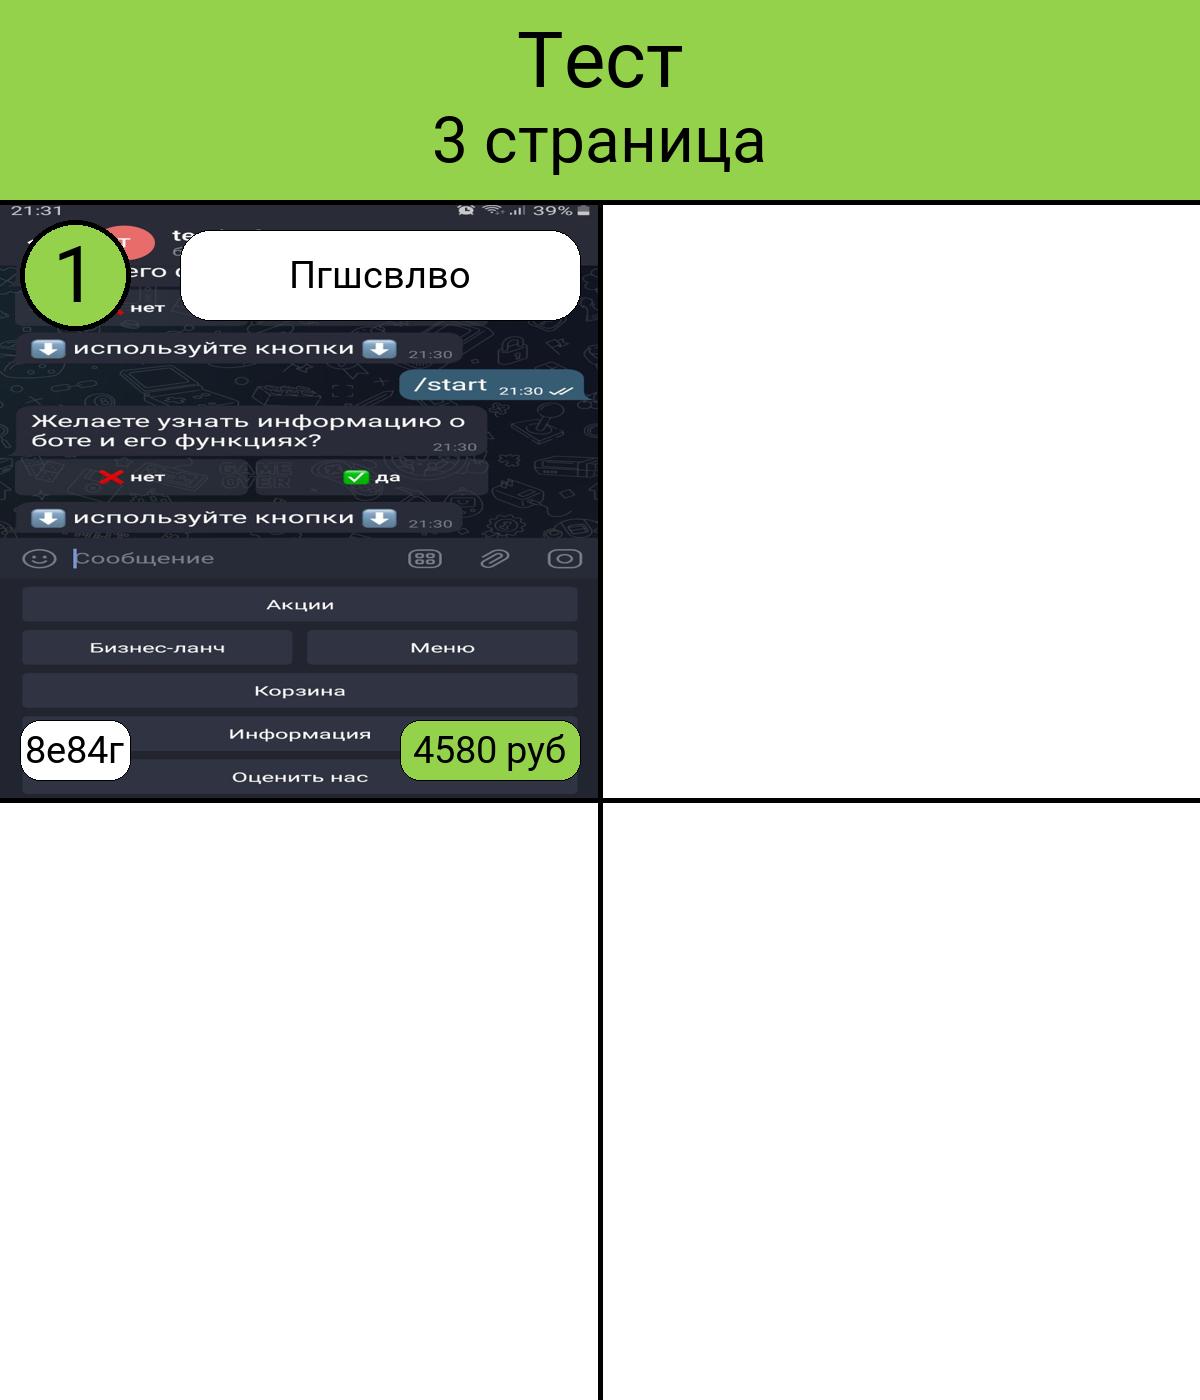 Тест
3 страница
21:31
39%
1
Пгшсвлво
нет
используйте кнопки
21:30
/start
21:30
Желаете узнать информацию о
боте и его функциях?
21:30
нет
да
используйте кнопки
21:30
Сообщение
Акции
Бизнес-ланч
Меню
Корзина
Информация
8е84г
4580 руб
Оценить нас